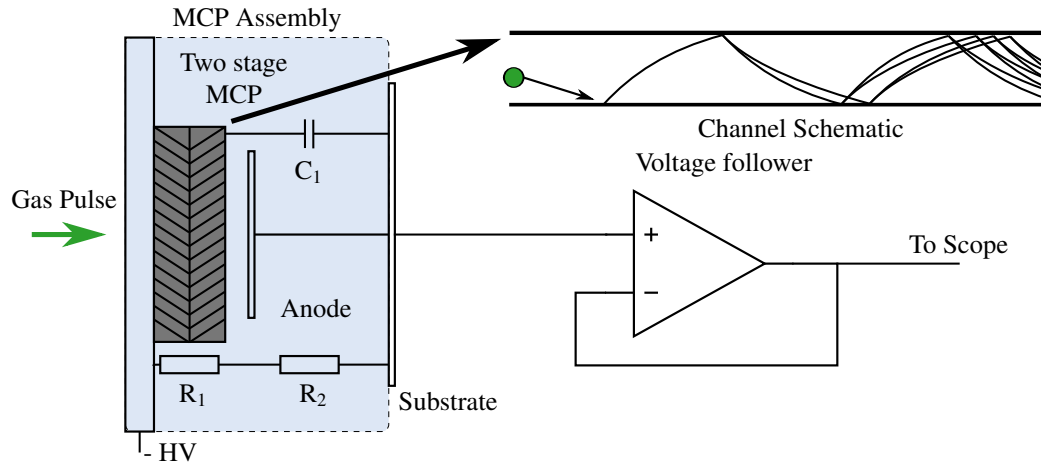 MCP Assembly
Two stage
MCP
Channel Schematic
Voltage follower
C₁
Gas Pulse
+
To Scope
−
Anode
R₁
R₂
Substrate
- HV